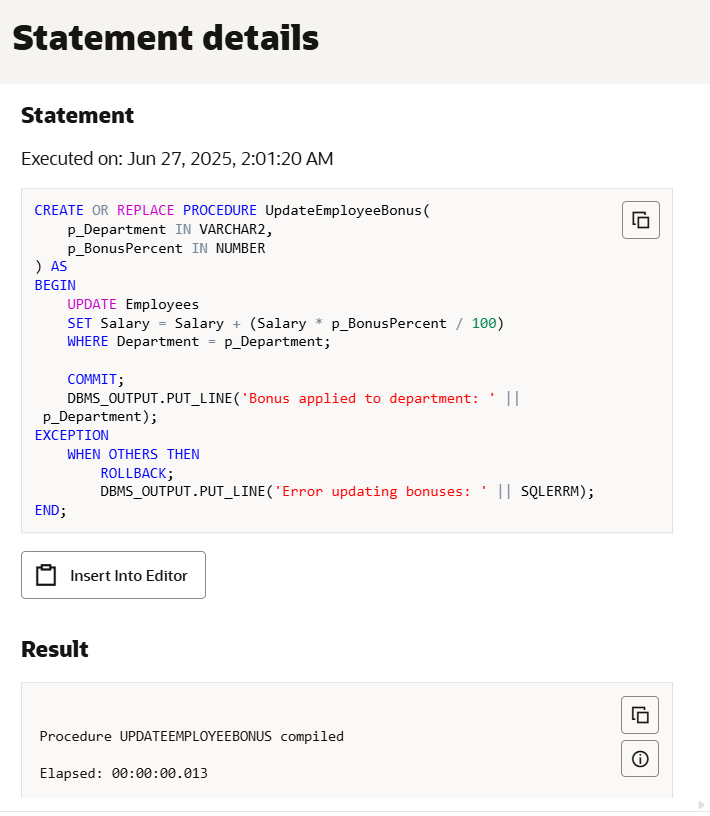 Statement details
Statement
Executed on: Jun 27, 2025, 2:01:20 AM
CREATE OR REPLACE PROCEDURE UpdateEmployeeBonus(
    p_Department IN VARCHAR2,
    p_BonusPercent IN NUMBER
) AS
BEGIN
    UPDATE Employees
    SET Salary = Salary + (Salary * p_BonusPercent / 100)
    WHERE Department = p_Department;

    COMMIT;
    DBMS_OUTPUT.PUT_LINE('Bonus applied to department: ' ||
 p_Department);
EXCEPTION
    WHEN OTHERS THEN
        ROLLBACK;
        DBMS_OUTPUT.PUT_LINE('Error updating bonuses: ' || SQLERRM);
END;
Insert Into Editor
Result
Procedure UPDATEEMPLOYEEBONUS compiled
Elapsed: 00:00:00.013